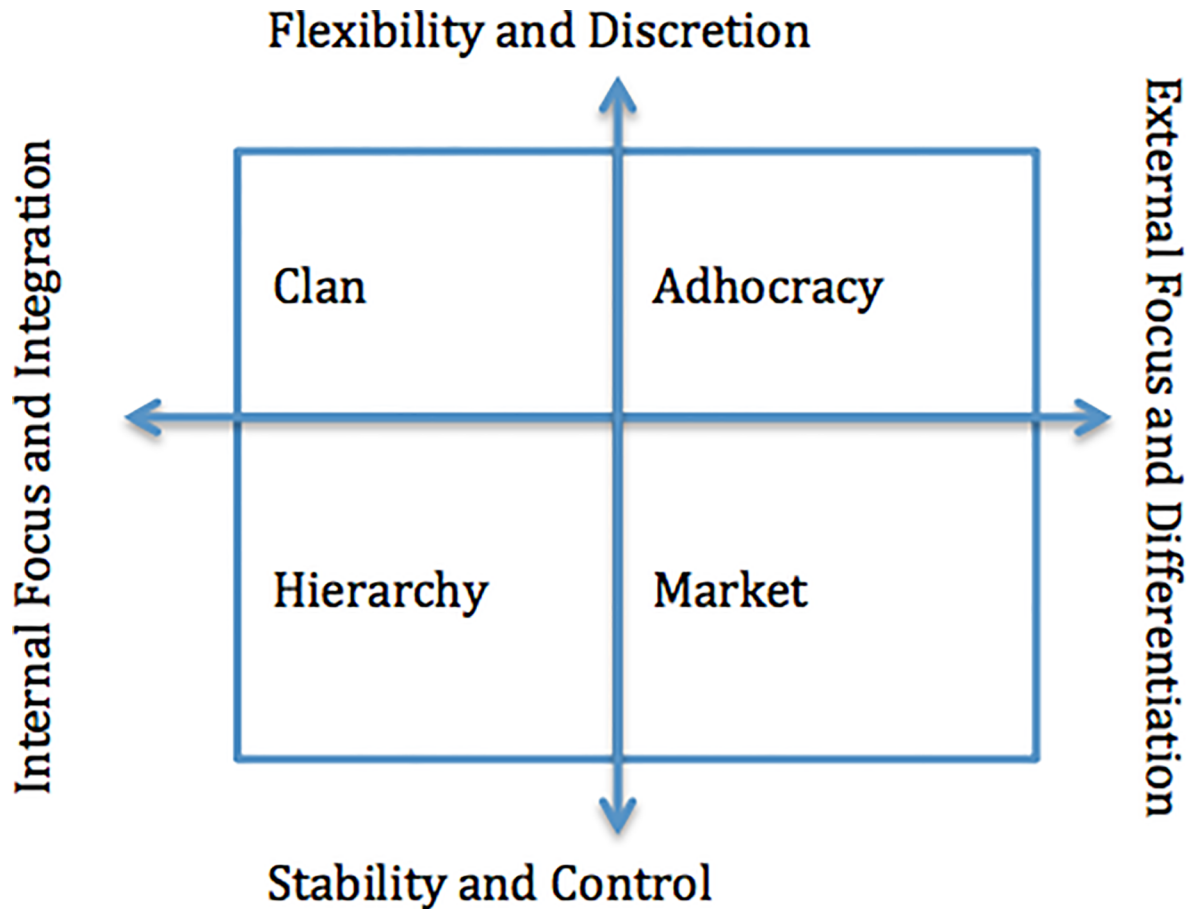 Flexibility and Discretion
Internal Focus and Integration
External Focus and Differentiation
Clan
Adhocracy
Hierarchy
Market
Stability and Control